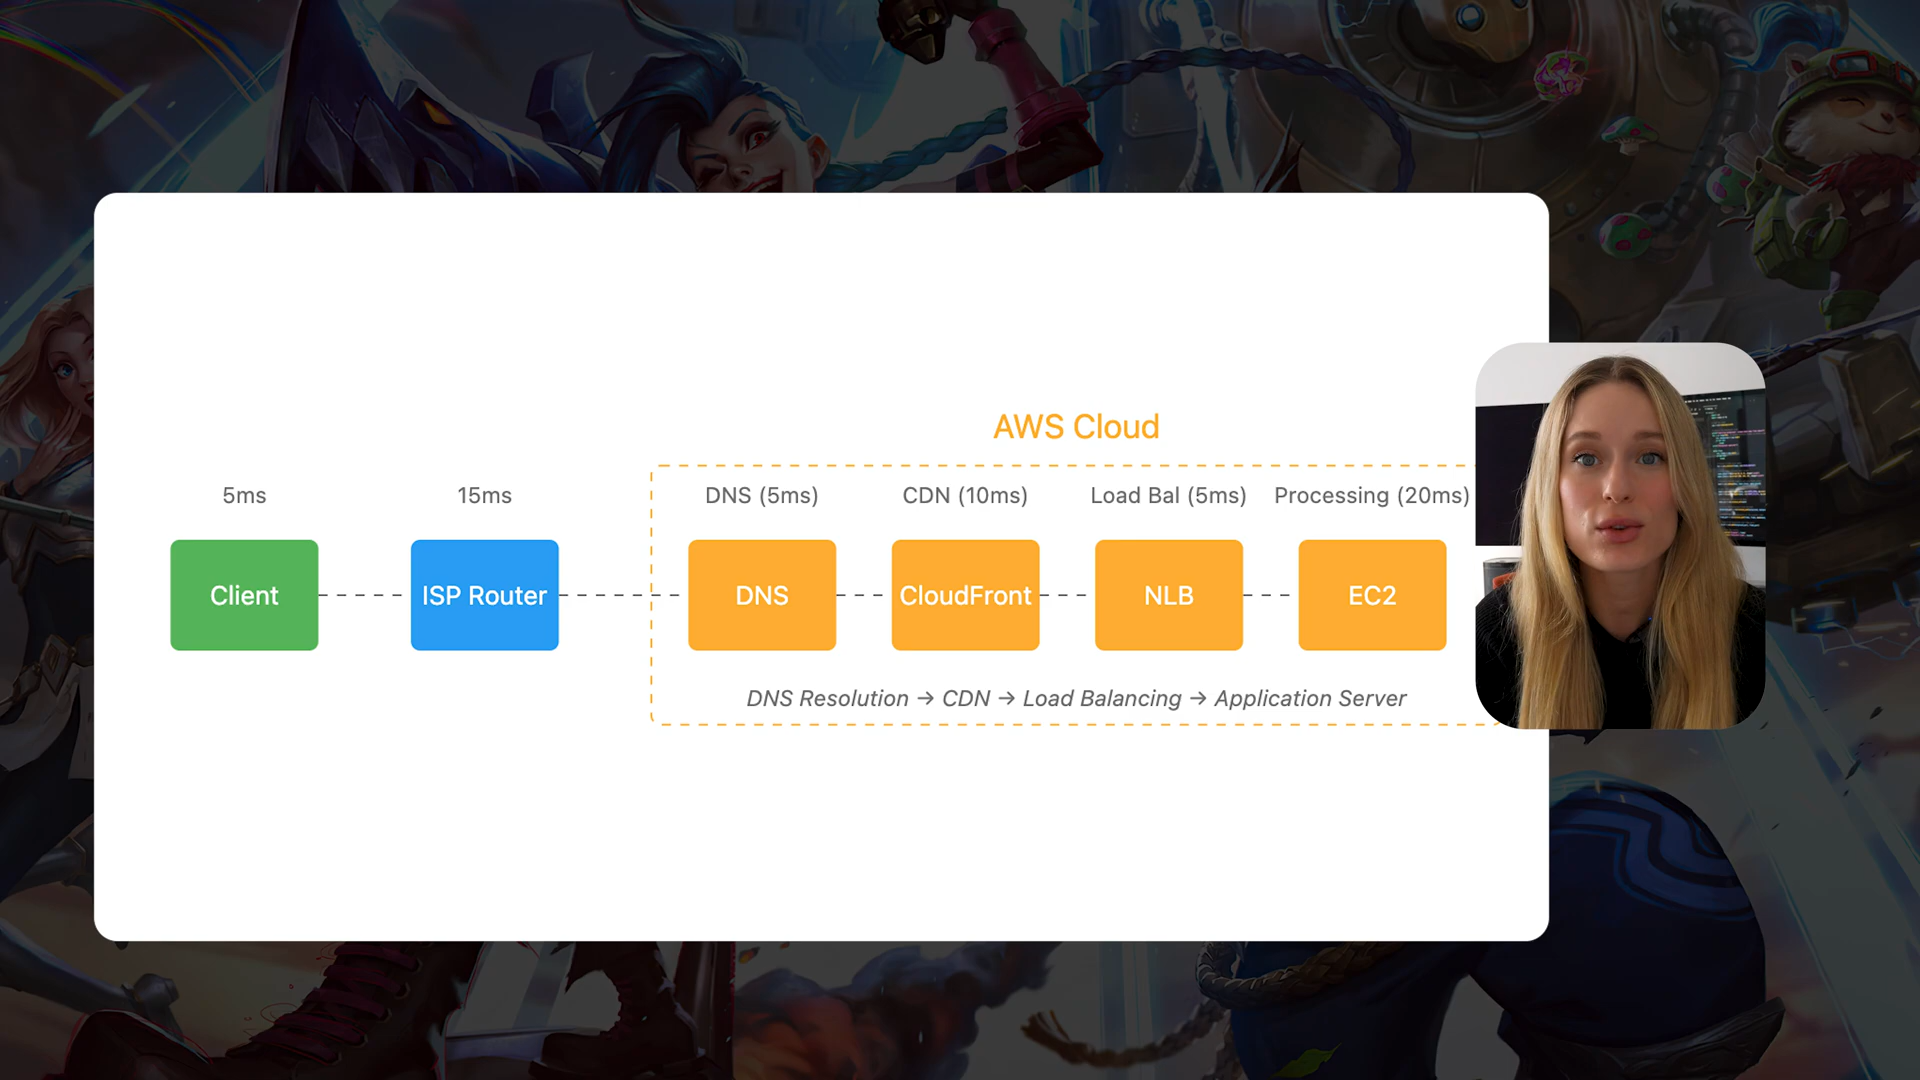 AWS Cloud
5ms
15ms
DNS (5ms)
CDN (10ms)
Load Bal (5ms)
Processing (20ms)
Client
ISP Router
DNS
CloudFront
NLB
EC2
DNS Resolution → CDN → Load Balancing → Application Server